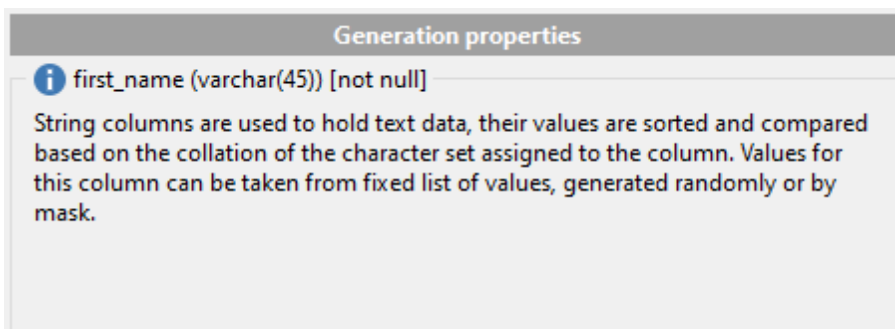 Generation properties
first_name (varchar(45)) [not null]
String columns are used to hold text data, their values are sorted and compared
based on the collation of the character set assigned to the column. Values for
this column can be taken from fixed list of values, generated randomly or by
mask.